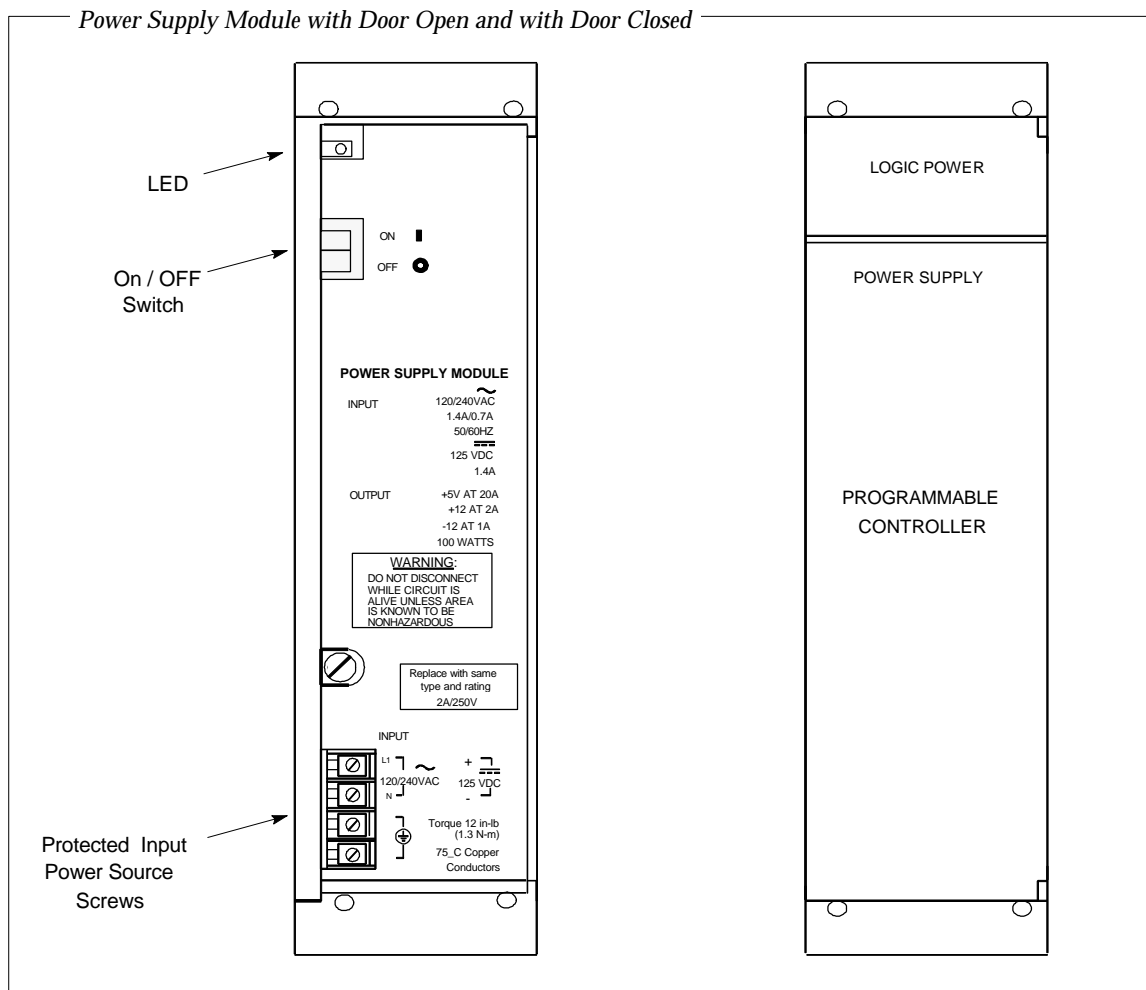 Power Supply Module with Door Open and with Door Closed
LED
On / OFF
Switch
ON
OFF
POWER SUPPLY MODULE
INPUT
120/240VAC
1.4A/0.7A
50/60HZ
125 VDC
1.4A
OUTPUT
+5V AT 20A
+12 AT 2A
-12 AT 1A
100 WATTS
WARNING:
DO NOT DISCONNECT
WHILE CIRCUIT IS
ALIVE UNLESS AREA
IS KNOWN TO BE
NONHAZARDOUS
Replace with same
type and rating
2A/250V
INPUT
L1
+
120/240VAC
125 VDC
N
-
Torque 12 in-lb
(1.3 N-m)
75_C Copper
Conductors
Protected Input
Power Source
Screws
LOGIC POWER
POWER SUPPLY
PROGRAMMABLE
CONTROLLER